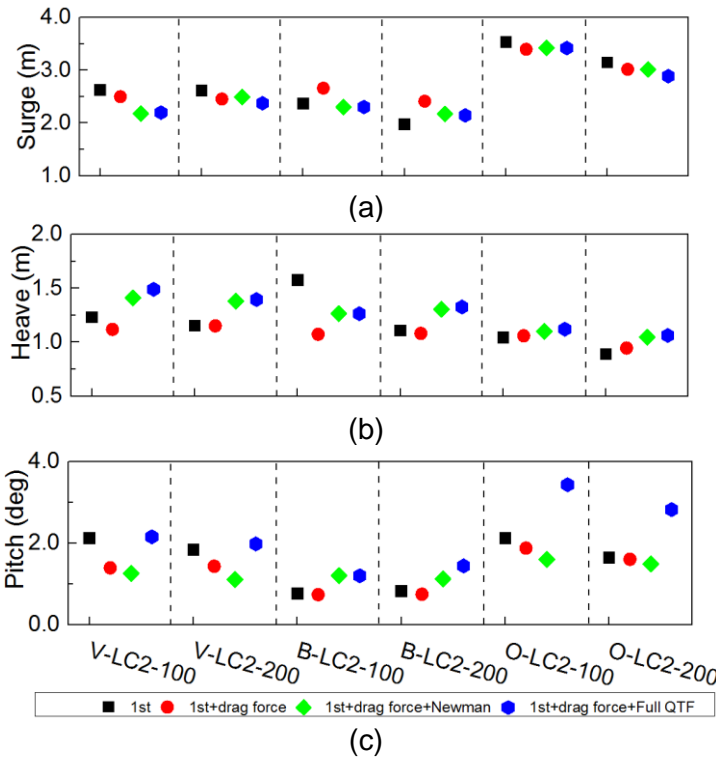 4.0
3.0
2.0
1.0
Surge (m)
(a)
2.0
1.5
1.0
0.5
Heave (m)
(b)
4.0
2.0
0.0
Pitch (deg)
V-LC2-100
V-LC2-200
B-LC2-100
B-LC2-200
O-LC2-100
O-LC2-200
1st 1st+drag force 1st+drag force+Newman 1st+drag force+Full QTF
(c)